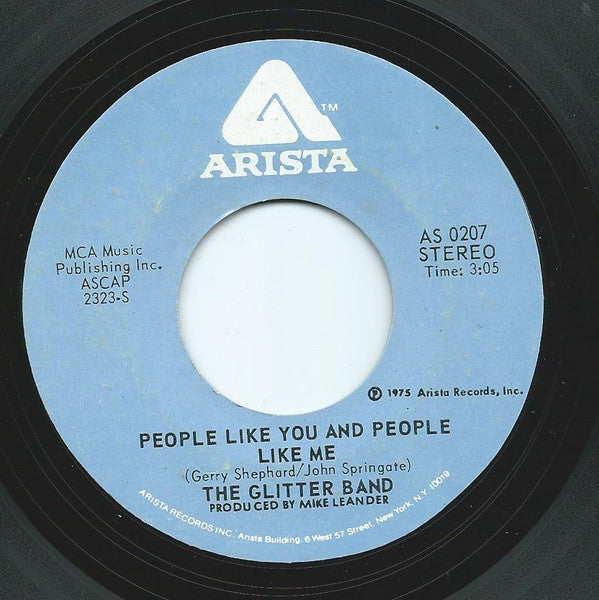 TM
ARISTA
MCA Music
Publishing Inc.
ASCAP
2323-S
AS 0207
STEREO
Time: 3:05
℗ 1975 Arista Records, Inc.
PEOPLE LIKE YOU AND PEOPLE
LIKE ME
(Gerry Shephard/John Springate)
THE GLITTER BAND
PRODUCED BY MIKE LEANDER
ARISTA RECORDS INC. Arista Building. 6 West 57 Street. New York. N.Y. 10019